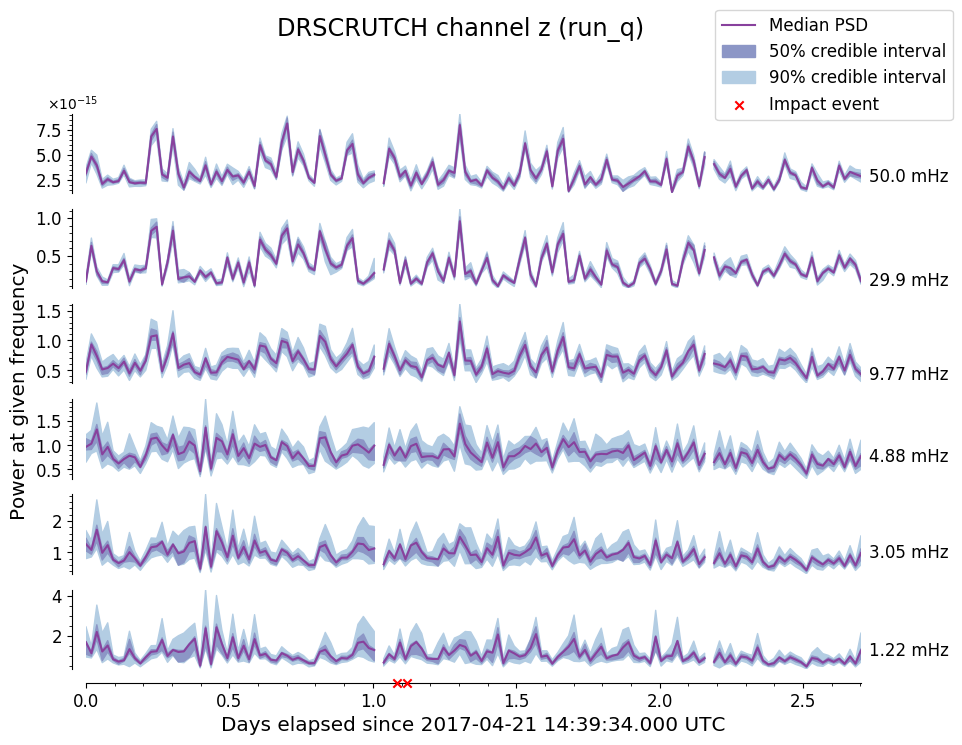 DRSCRUTCH channel z (run_q)
Median PSD
50% credible interval
90% credible interval
Impact event
×10⁻¹⁵
7.5
5.0
2.5
50.0 mHz
1.0
0.5
29.9 mHz
1.5
1.0
0.5
9.77 mHz
1.5
1.0
0.5
4.88 mHz
2
1
3.05 mHz
4
2
1.22 mHz
Power at given frequency
0.0 0.5 1.0 1.5 2.0 2.5
Days elapsed since 2017-04-21 14:39:34.000 UTC